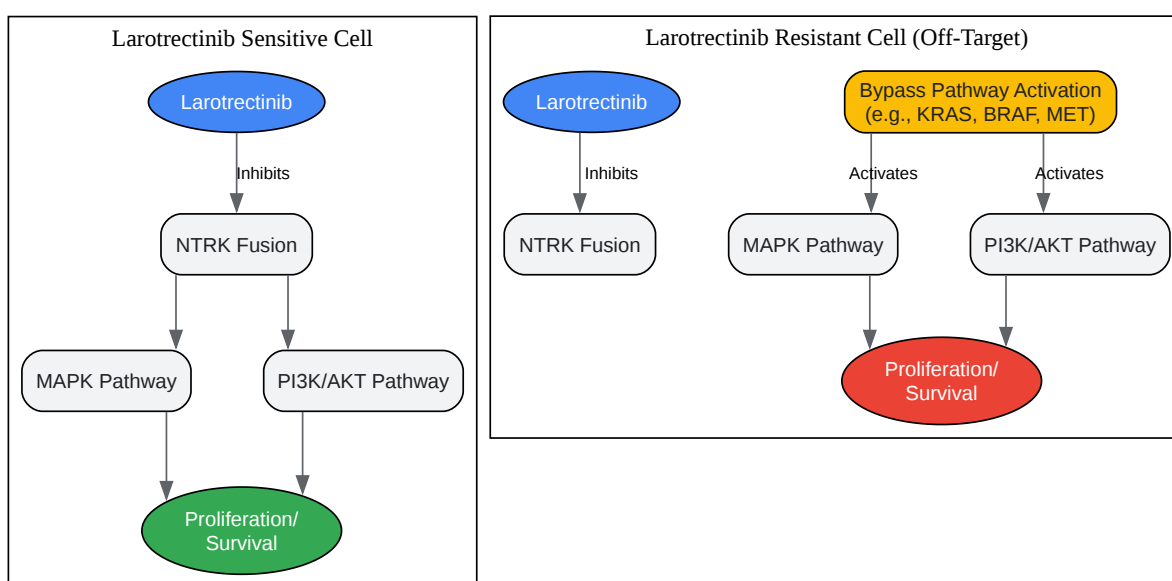 Larotrectinib Sensitive Cell
Larotrectinib
Inhibits
NTRK Fusion
MAPK Pathway
PI3K/AKT Pathway
Proliferation/
Survival
Larotrectinib Resistant Cell (Off-Target)
Larotrectinib
Bypass Pathway Activation
(e.g., KRAS, BRAF, MET)
Inhibits
Activates
Activates
NTRK Fusion
MAPK Pathway
PI3K/AKT Pathway
Proliferation/
Survival